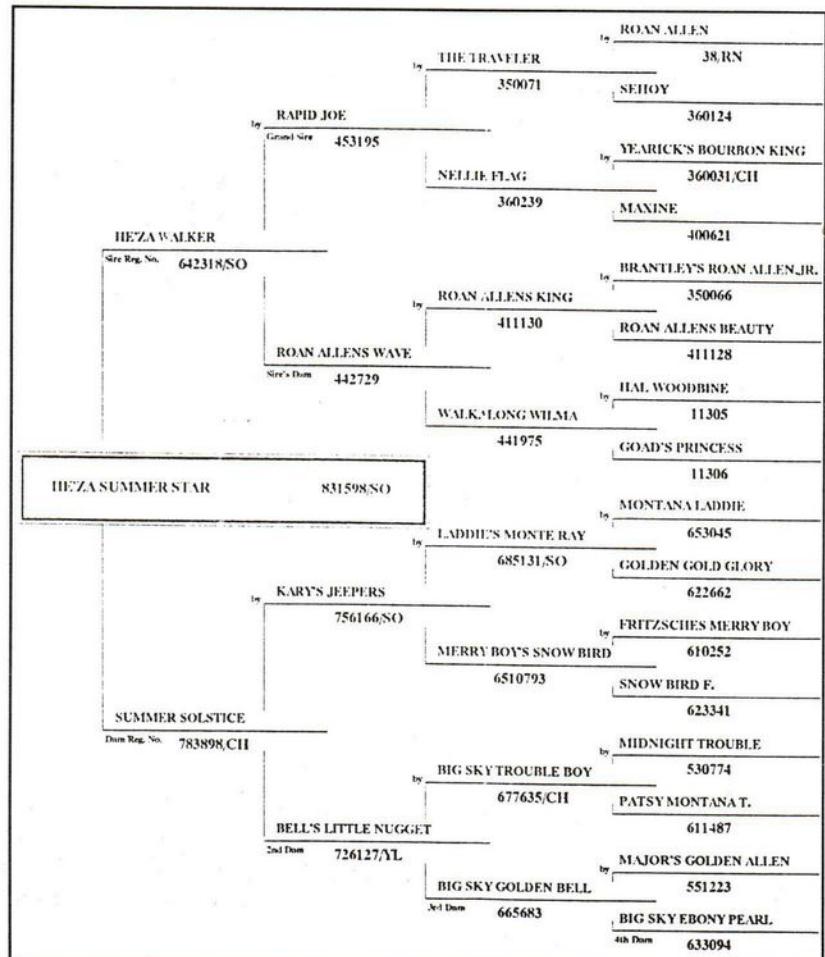 by ROAN ALLEN
38/RN
by THE TRAVELER
350071
SEHOY
360124
by RAPID JOE
Grand Sire 453195
by YEARICK'S BOURBON KING
360031/CH
NELLIE FLAG
360239
MAXINE
400621
HE'ZA WALKER
Sire Reg. No. 642318/SO
by BRANTLEY'S ROAN ALLEN,JR.
350066
by ROAN ALLENS KING
411130
ROAN ALLENS BEAUTY
411128
ROAN ALLENS WAVE
Sire's Dam 442729
by HAL WOODBINE
11305
WALK-A-LONG WILMA
441975
GOAD'S PRINCESS
11306
HE'ZA SUMMER STAR 831598/SO
by MONTANA LADDIE
653045
by LADDIE'S MONTE RAY
685131/SO
GOLDEN GOLD GLORY
622662
by KARY'S JEEPERS
756166/SO
by FRITZSCHES MERRY BOY
610252
MERRY BOY'S SNOW BIRD
6510793
SNOW BIRD F.
623341
SUMMER SOLSTICE
Dam Reg. No. 783898/CH
by MIDNIGHT TROUBLE
530774
by BIG SKY TROUBLE BOY
677635/CH
PATSY MONTANA T.
611487
BELL'S LITTLE NUGGET
2nd Dam 726127/YL
by MAJOR'S GOLDEN ALLEN
551223
BIG SKY GOLDEN BELL
3rd Dam 665683
BIG SKY EBONY PEARL
4th Dam 633094